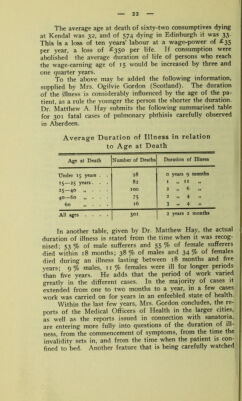 — 22 —
The average age at death of sixty-two consumptives dying
at Kendal was 32, and of 574 dying in Edinburgh it was 33.
This is a loss of ten years' labour at a wage-power of £35
per year, a loss of £350 per life. If consumption were
abolished the average duration of life of persons who reach
the wage-earning age of 15 would be increased by three and
one quarter years.
To the above may be added the following information,
supplied by Mrs. Ogilvie Gordon (Scotland). The duration
of the illness is considerably influenced by the age of the pa-
tient, as a rule the younger the person the shorter the duration.
Dr. Matthew A. Hay submits the following summarised table
for 301 fatal cases of pulmonary phthisis carefully observed
in Aberdeen.
Average Duration of Illness in relation
to Age at Death
Age at Death Number of Deaths Duration of Illness
Under 15 years . . 28 0 years 9 months
15—25 years . . . 82 1 „ 11 „
25—40 „ . . . 100 2 „ 6 „
40—60 „ . . . 75 2 „ 4 „
60 „ . . . 16 3 „ 4 „
All ages . . . . 301 2 years 2 months
In another table, given by Dr. Matthew Hay, the actual
duration of illness is stated from the time when it was recog-
nised; 53 % of male sufferers and 55 % of female sufferers
died within 18 months; 38 % of males and 34 % of females
died during an illness lasting between 18 months and five
years; 9 % males, 11 % females were ill for longer periods
than five years. He adds that the period of work varied
greatly in the different cases. In the majority of cases it
extended from one to two months to a year, in a few cases
work was carried on for years in an enfeebled state of health.
Within the last few years, Mrs. Gordon concludes, the re-
ports of the Medical Officers of Health in the larger cities,
as well as the reports issued in connection with sanatoria,
are entering more fully into questions of the duration of ill-
ness, from the commencement of symptoms, from the time the
invalidity sets in, and from the time when the patient is con-
fined to bed. Another feature that is being carefully watched